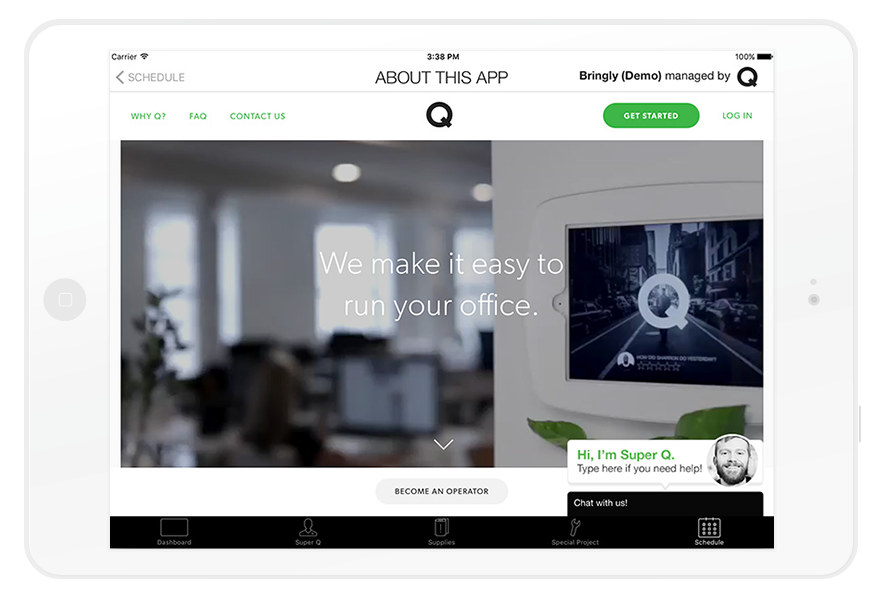 Carrier 3:38 PM 100%
SCHEDULE ABOUT THIS APP Bringly (Demo) managed by Q
WHY Q? FAQ CONTACT US Q GET STARTED LOG IN
We make it easy to
run your office.
Q
HOW DID SHARRON DO YESTERDAY?
Hi, I'm Super Q.
Type here if you need help!
BECOME AN OPERATOR
Chat with us!
Dashboard Super Q Supplies Special Project Schedule